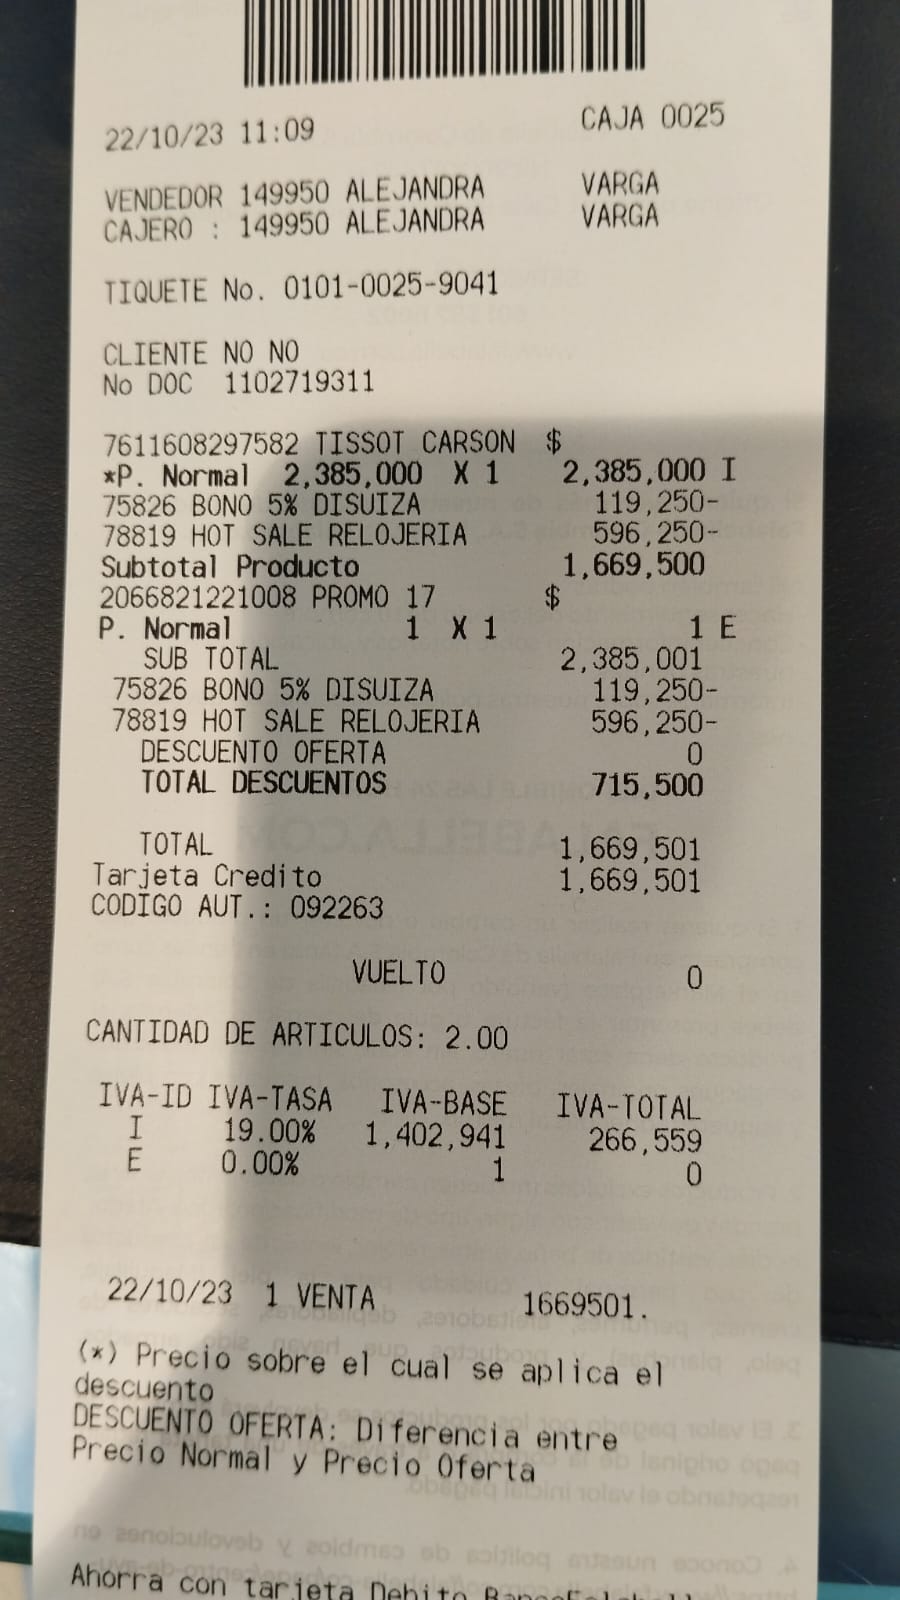 22/10/23 11:09 CAJA 0025
VENDEDOR 149950 ALEJANDRA VARGA
CAJERO : 149950 ALEJANDRA VARGA
TIQUETE No. 0101-0025-9041
CLIENTE NO NO
No DOC 1102719311
7611608297582 TISSOT CARSON $
*P. Normal 2,385,000 X 1 2,385,000 I
75826 BONO 5% DISUIZA 119,250-
78819 HOT SALE RELOJERIA 596,250-
Subtotal Producto 1,669,500
2066821221008 PROMO 17 $
P. Normal 1 X 1 1 E
SUB TOTAL 2,385,001
75826 BONO 5% DISUIZA 119,250-
78819 HOT SALE RELOJERIA 596,250-
DESCUENTO OFERTA 0
TOTAL DESCUENTOS 715,500
TOTAL 1,669,501
Tarjeta Credito 1,669,501
CODIGO AUT.: 092263
VUELTO 0
CANTIDAD DE ARTICULOS: 2.00
IVA-ID IVA-TASA IVA-BASE IVA-TOTAL
I 19.00% 1,402,941 266,559
E 0.00% 1 0
22/10/23 1 VENTA 1669501.
(*) Precio sobre el cual se aplica el
descuento
DESCUENTO OFERTA: Diferencia entre
Precio Normal y Precio Oferta
Ahorra con tarjeta Debito